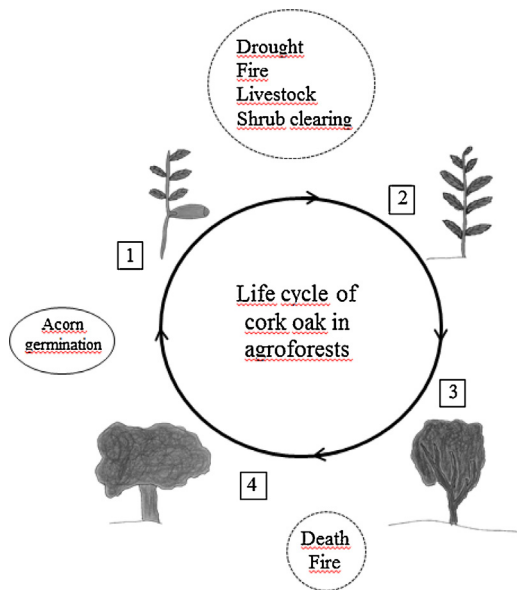 Drought
Fire
Livestock
Shrub clearing
2
1
Life cycle of
cork oak in
agroforests
Acorn
germination
3
4
Death
Fire